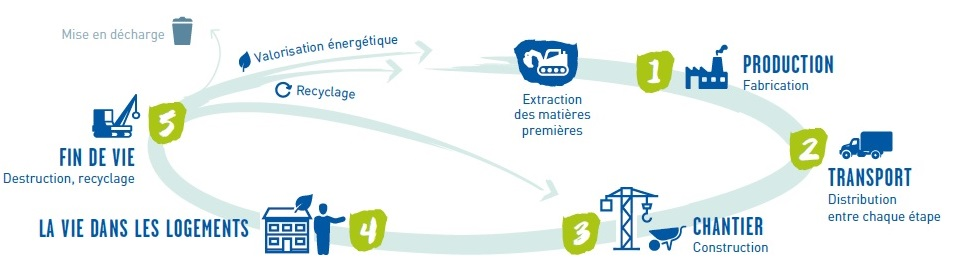 Mise en décharge
Valorisation énergétique
Recyclage
Extraction
des matières
premières
1
PRODUCTION
Fabrication
2
TRANSPORT
Distribution
entre chaque étape
3
CHANTIER
Construction
4
LA VIE DANS LES LOGEMENTS
5
FIN DE VIE
Destruction, recyclage